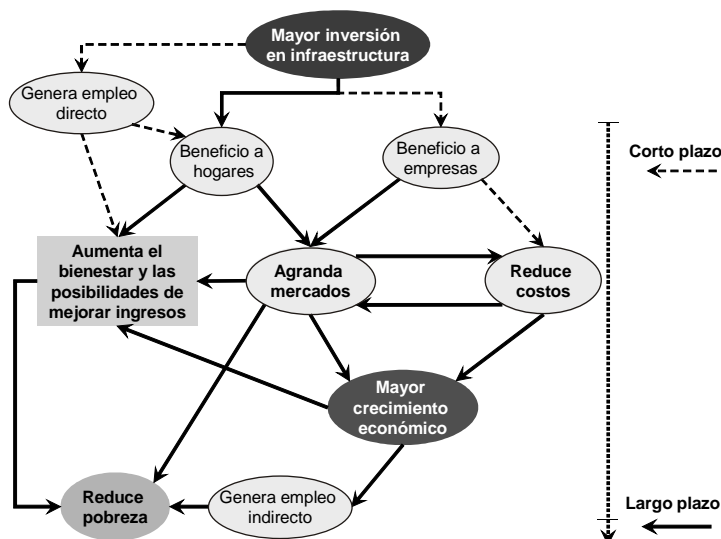 Mayor inversión
en infraestructura
Genera empleo
directo
Beneficio a
hogares
Beneficio a
empresas
Corto plazo
Aumenta el
bienestar y las
posibilidades de
mejorar ingresos
Agranda
mercados
Reduce
costos
Mayor
crecimiento
económico
Reduce
pobreza
Genera empleo
indirecto
Largo plazo